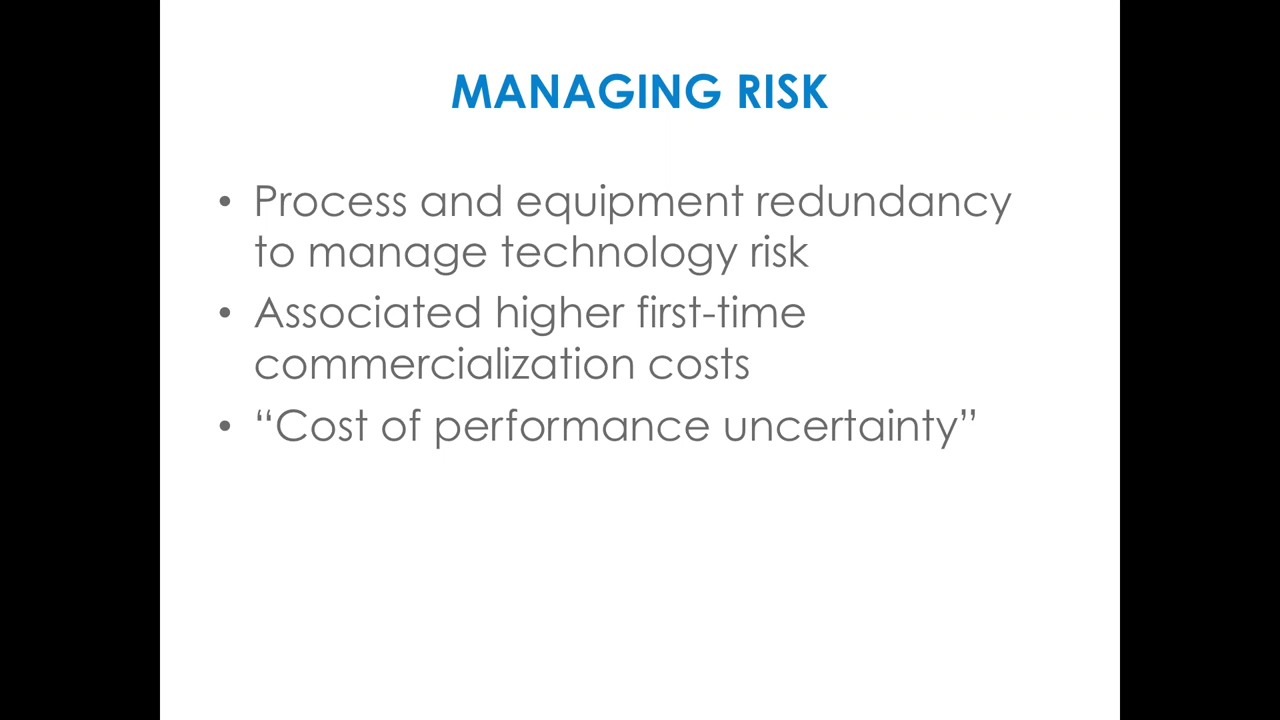 MANAGING RISK
• Process and equipment redundancy
to manage technology risk
• Associated higher first-time
commercialization costs
• “Cost of performance uncertainty”